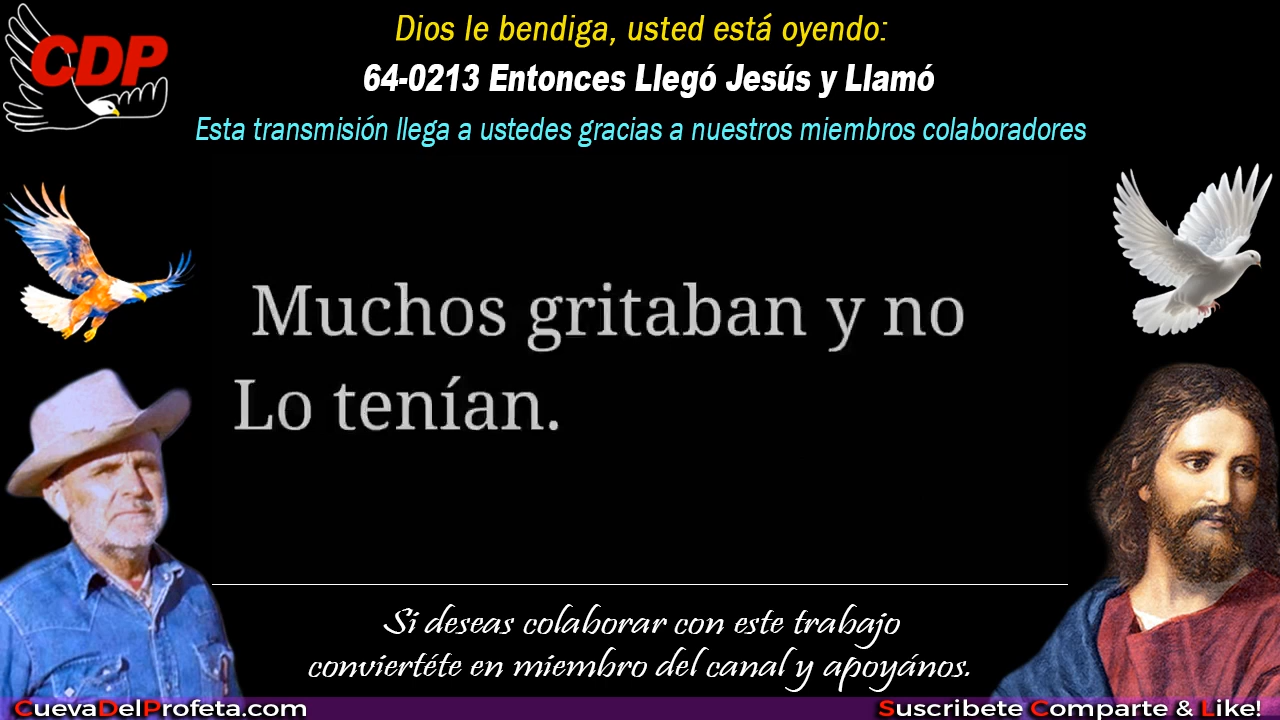 CDP
Dios le bendiga, usted está oyendo:
64-0213 Entonces Llegó Jesús y Llamó
Esta transmisión llega a ustedes gracias a nuestros miembros colaboradores
Muchos gritaban y no
Lo tenían.
Si deseas colaborar con este trabajo
conviertéte en miembro del canal y apoyános.
CuevaDelProfeta.com
Suscribete Comparte & Like!